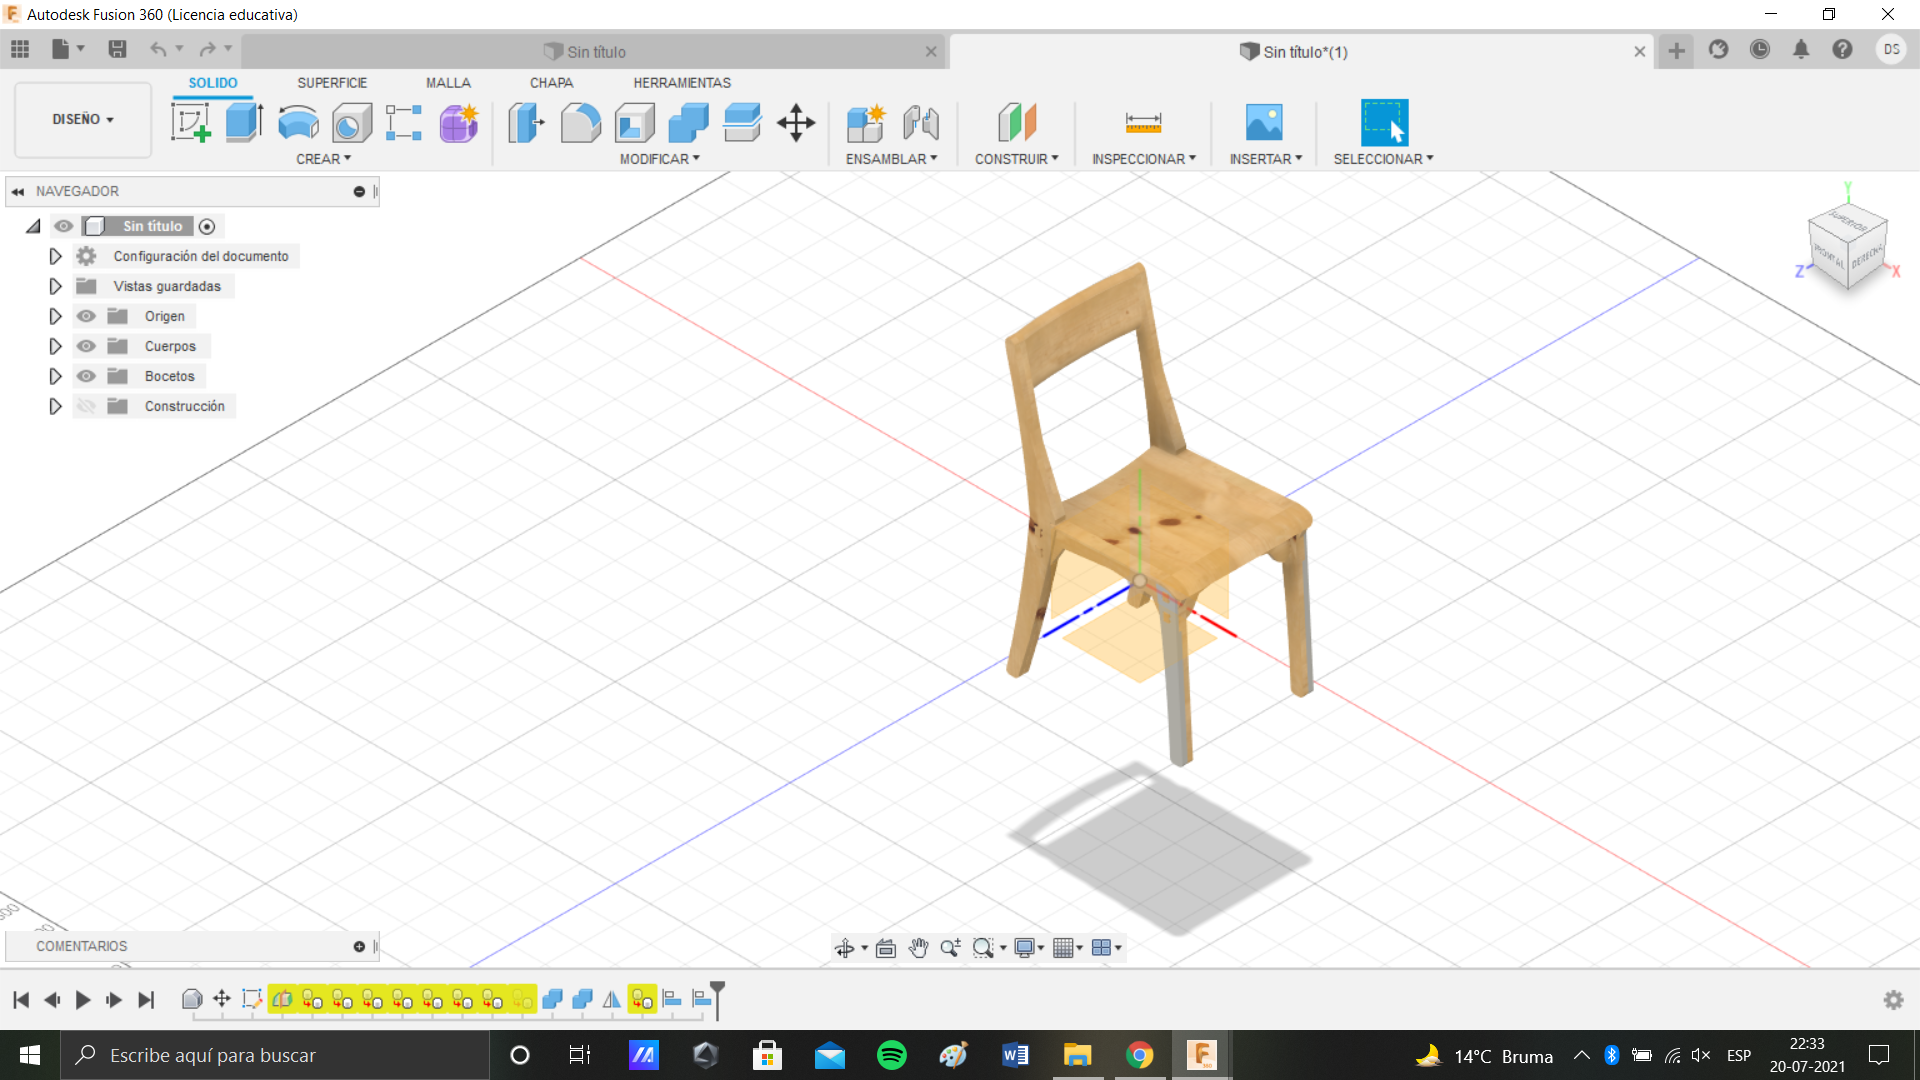 Autodesk Fusion 360 (Licencia educativa)
Sin título
Sin título*(1)
DS
DISEÑO
SOLIDO
SUPERFICIE
MALLA
CHAPA
HERRAMIENTAS
CREAR
MODIFICAR
ENSAMBLAR
CONSTRUIR
INSPECCIONAR
INSERTAR
SELECCIONAR
NAVEGADOR
Sin título
Configuración del documento
Vistas guardadas
Origen
Cuerpos
Bocetos
Construcción
Y
SUPERIOR
FRONTAL
DERECHA
Z
X
COMENTARIOS
Escribe aquí para buscar
14°C Bruma
ESP
22:33
20-07-2021